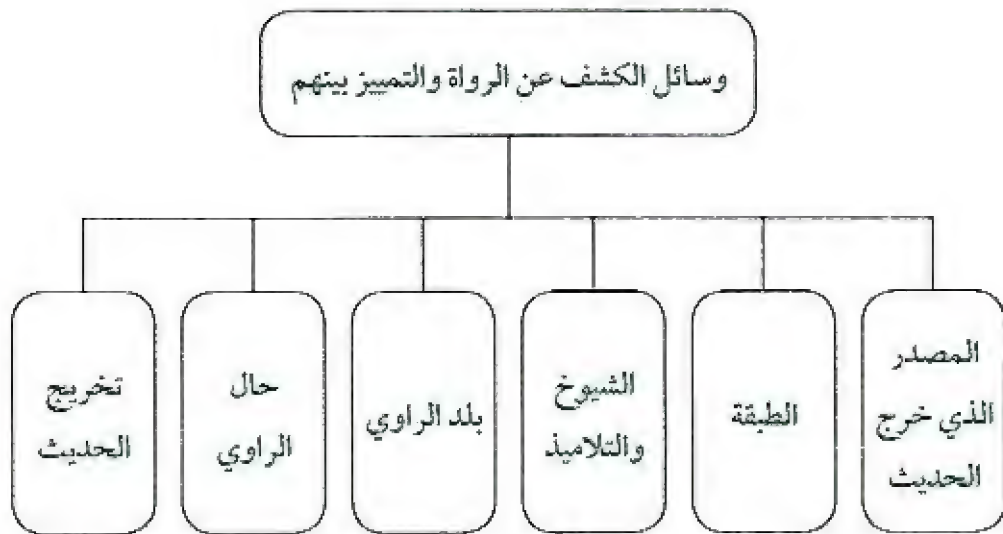 وسائل الكشف عن الرواة والتمييز بينهم
المصدر
الذي خرج
الحديث
الطبقة
الشيوخ
والتلاميذ
بلد الراوي
حال
الراوي
تخريج
الحديث